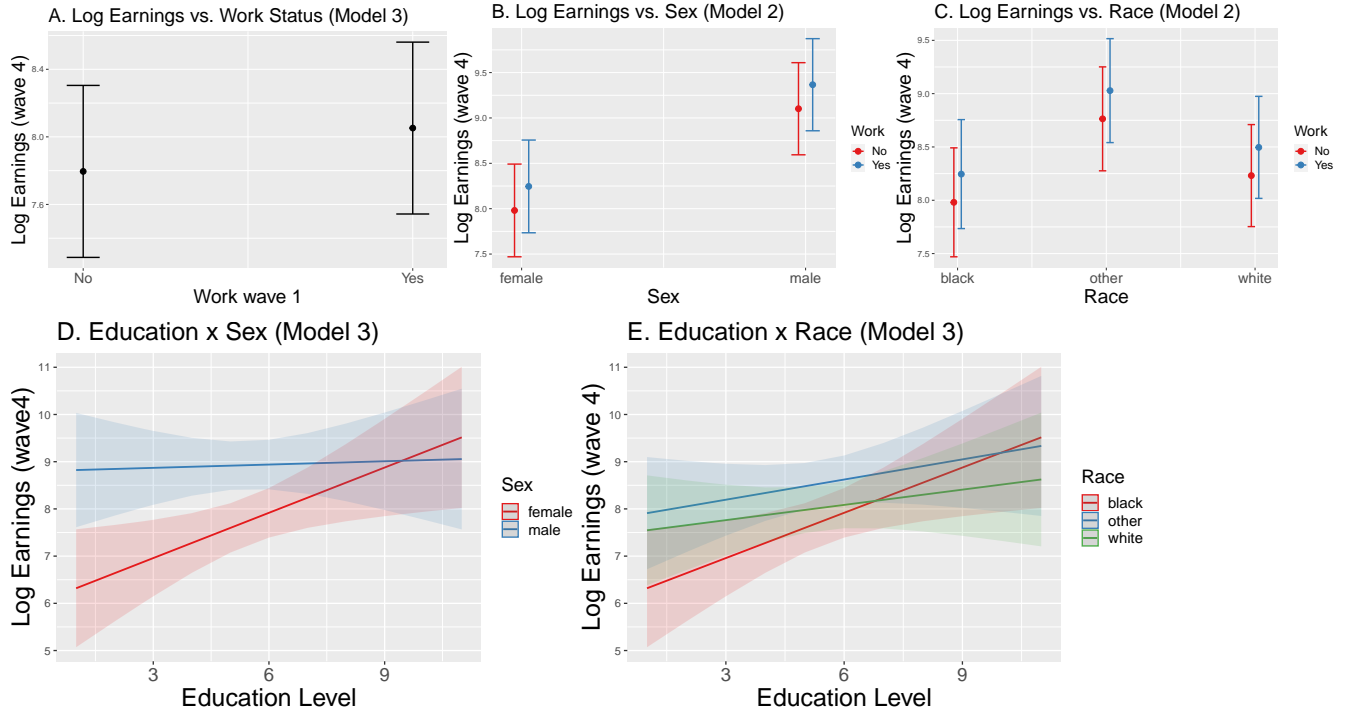 A. Log Earnings vs. Work Status (Model 3)
Log Earnings (wave 4)
8.4
8.0
7.6
No
Yes
Work wave 1
B. Log Earnings vs. Sex (Model 2)
Log Earnings (wave 4)
9.5
9.0
8.5
8.0
7.5
female
male
Sex
Work
No
Yes
C. Log Earnings vs. Race (Model 2)
Log Earnings (wave 4)
9.5
9.0
8.5
8.0
7.5
black
other
white
Race
Work
No
Yes
D. Education x Sex (Model 3)
Log Earnings (wave4)
11
10
9
8
7
6
5
3
6
9
Education Level
Sex
female
male
E. Education x Race (Model 3)
Log Earnings (wave 4)
11
10
9
8
7
6
5
3
6
9
Education Level
Race
black
other
white